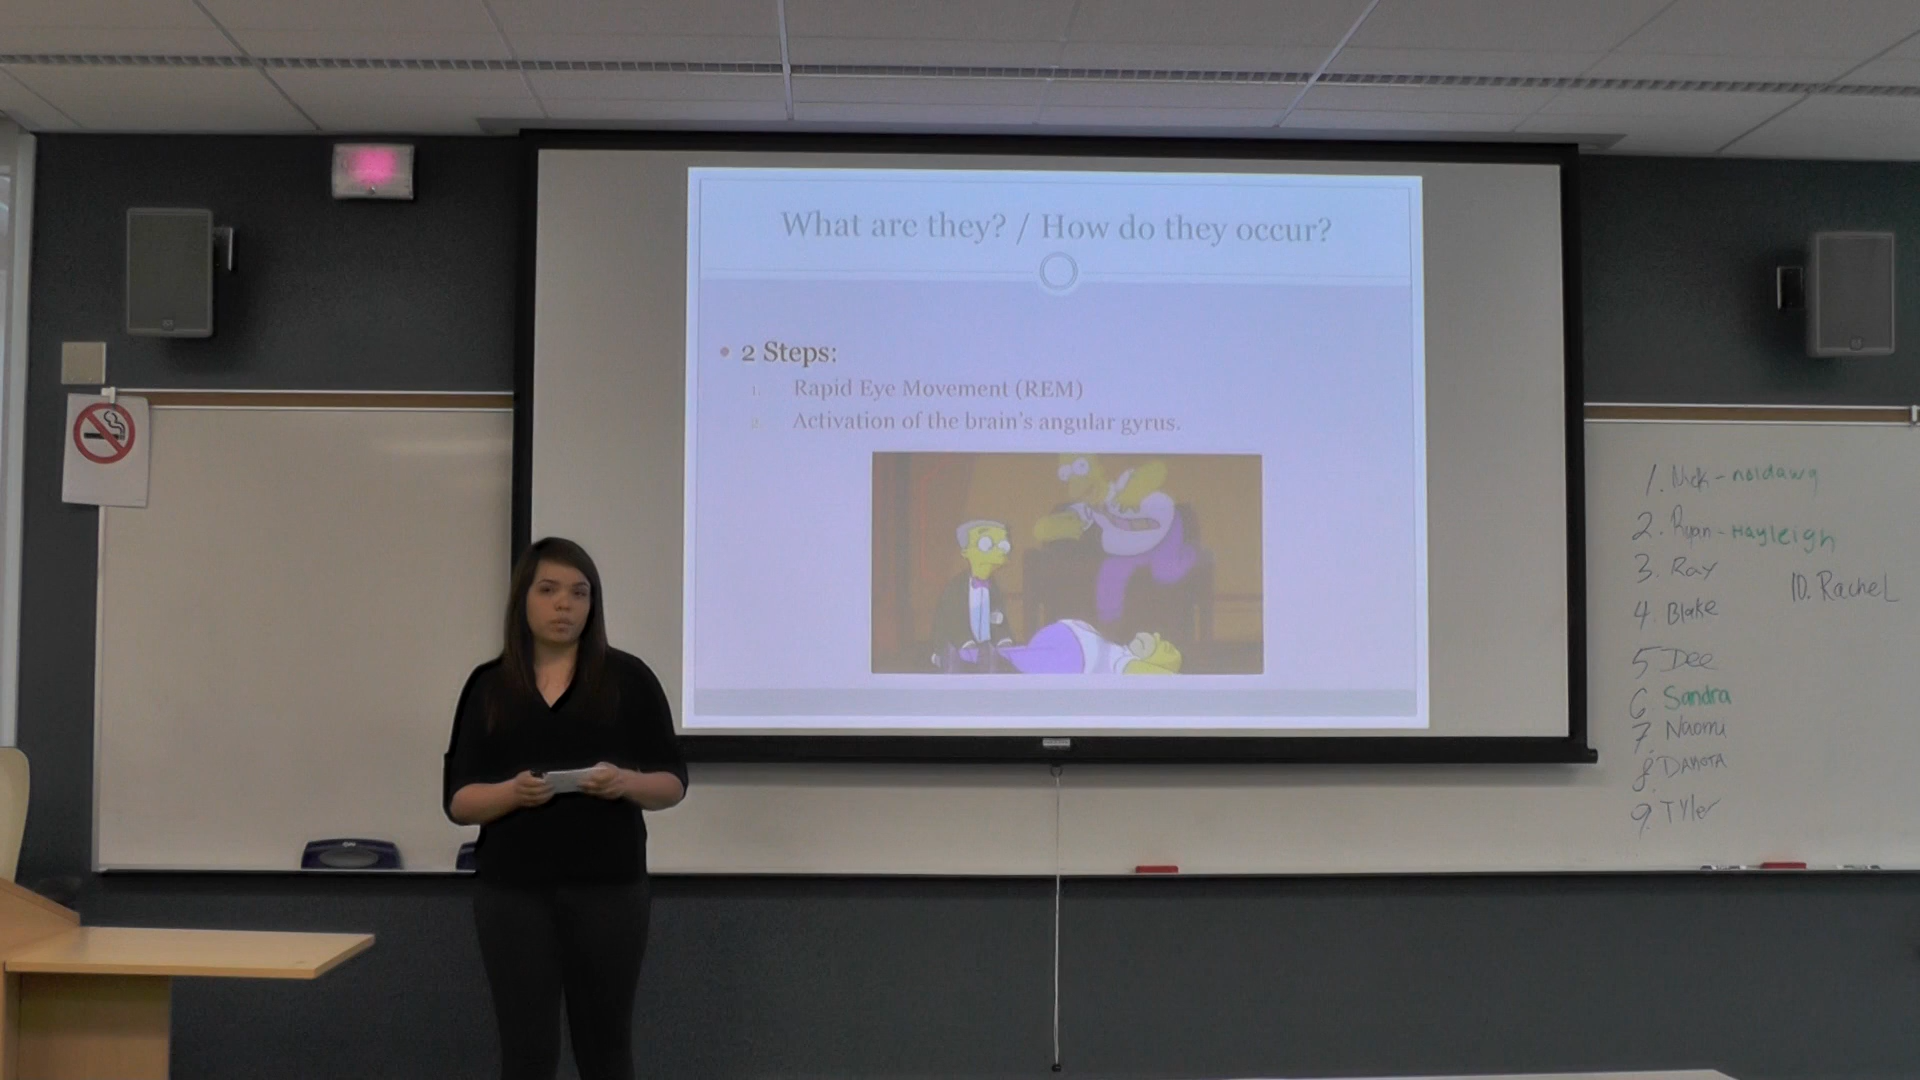 What are they? / How do they occur?
• 2 Steps:
1. Rapid Eye Movement (REM)
2. Activation of the brain's angular gyrus.
1. Nick - noldawg
2. Ryan - Hayleigh
3. Ray
4. Blake
5 Dee
6. Sandra
7. Naomi
8. DAKOTA
9. TYler
10. Rachel